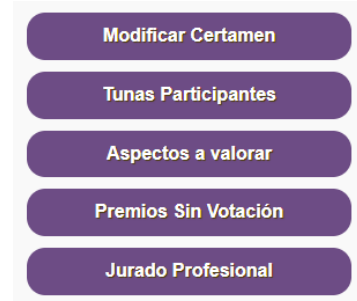 Modificar Certamen
Tunas Participantes
Aspectos a valorar
Premios Sin Votación
Jurado Profesional